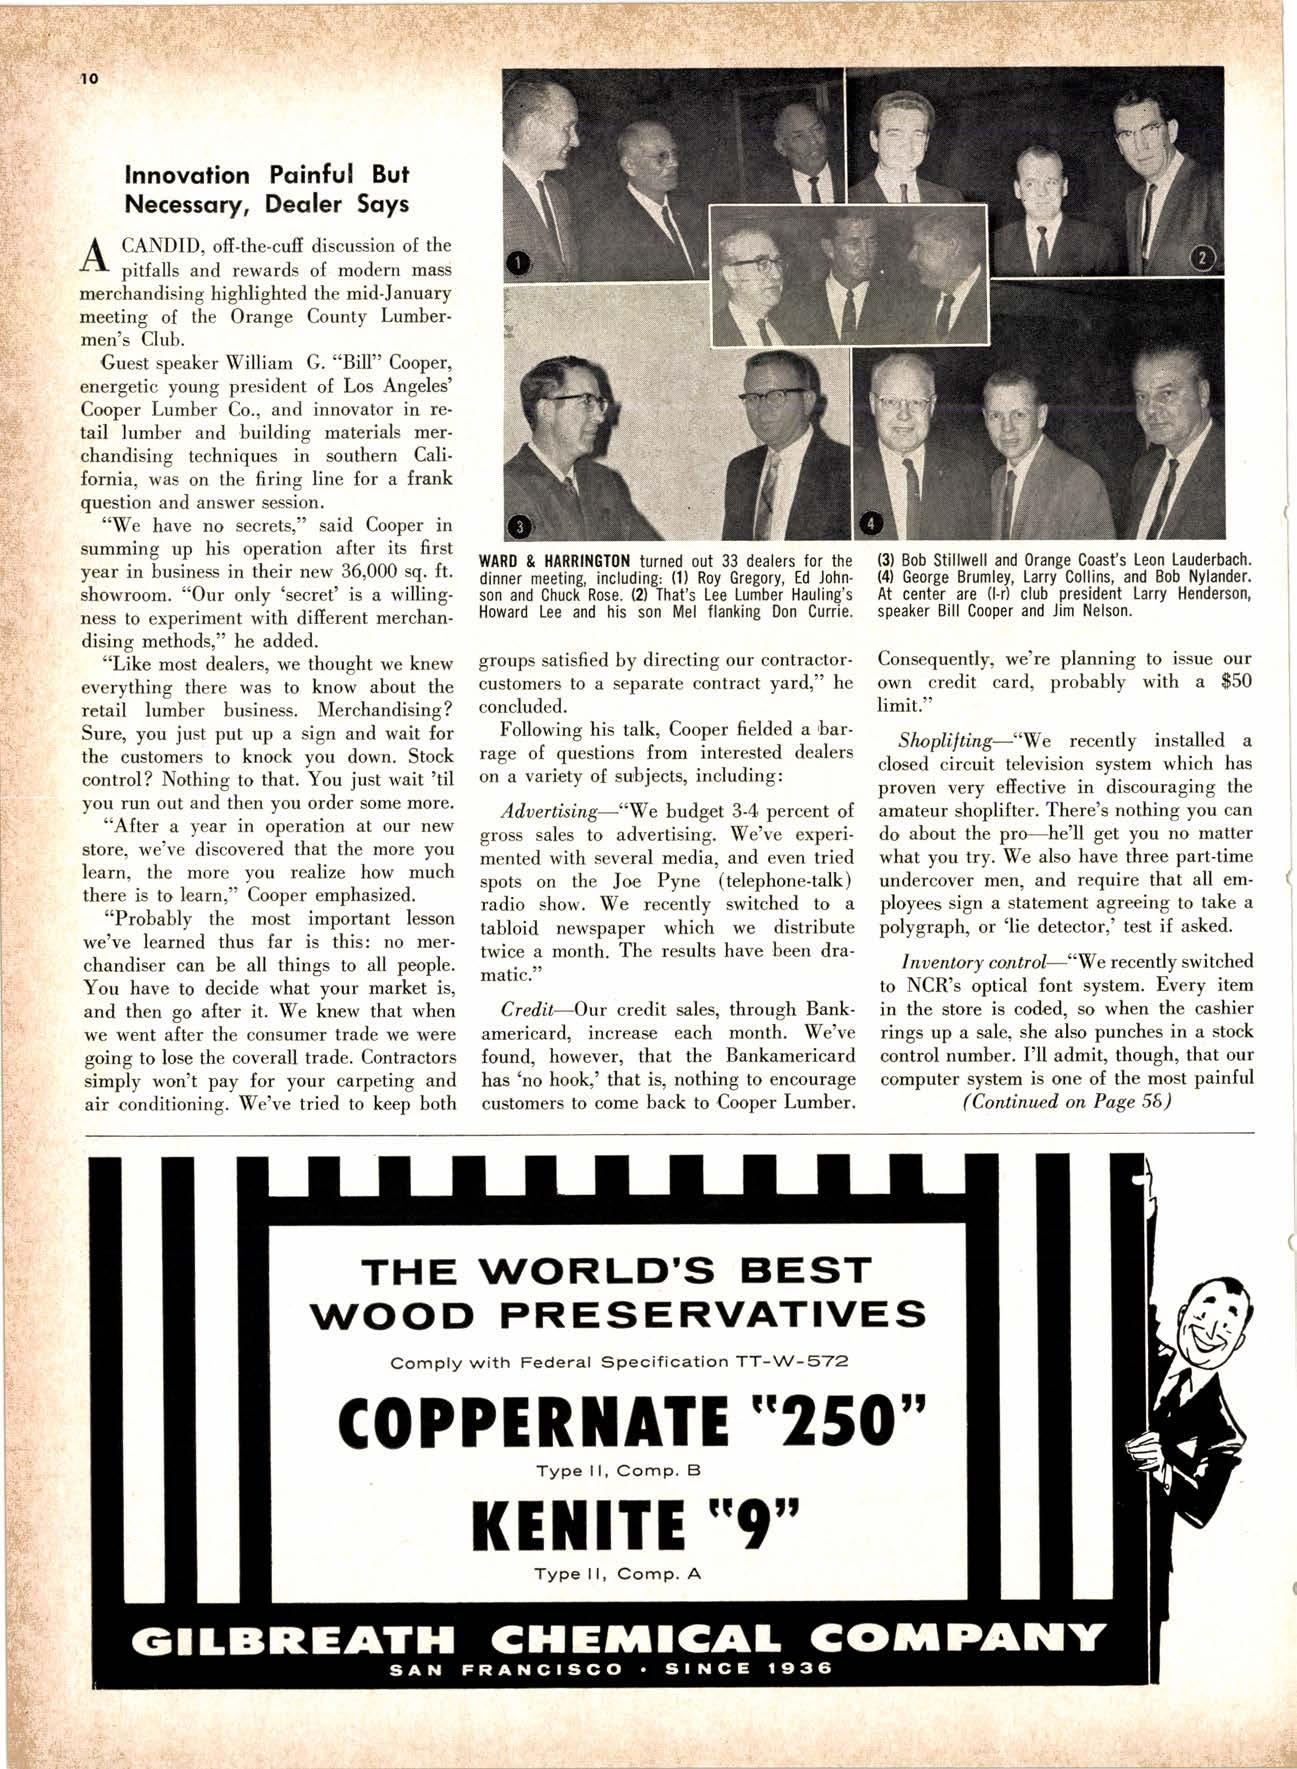 10
Innovation Painful But
Necessary, Dealer Says
A CANDID, off-the-cuff discussion of the
pitfalls and rewards of modern mass
merchandising highlighted the mid-January
meeting of the Orange County Lumber-
men's Club.
Guest speaker William G. "Bill" Cooper,
energetic young president of Los Angeles'
Cooper Lumber Co., and innovator in re-
tail lumber and building materials mer-
chandising techniques in southern Cali-
fornia, was on the firing line for a frank
question and answer session.
"We have no secrets," said Cooper in
summing up his operation after its first
year in business in their new 36,000 sq. ft.
showroom. "Our only 'secret' is a willing-
ness to experiment with different merchan-
dising methods," he added.
"Like most dealers, we thought we knew
everything there was to know about the
retail lumber business. Merchandising?
Sure, you just put up a sign and wait for
the customers to knock you down. Stock
control? Nothing to that. You just wait 'til
you run out and then you order some more.
"After a year in operation at our new
store, we've discovered that the more you
learn, the more you realize how much
there is to learn," Cooper emphasized.
"Probably the most important lesson
we've learned thus far is this: no mer-
chandiser can be all things to all people.
You have to decide what your market is,
and then go after it. We knew that when
we went after the consumer trade we were
going to lose the coverall trade. Contractors
simply won't pay for your carpeting and
air conditioning. We've tried to keep both
1
2
3
4
WARD & HARRINGTON turned out 33 dealers for the
dinner meeting, including: (1) Roy Gregory, Ed John-
son and Chuck Rose. (2) That's Lee Lumber Hauling's
Howard Lee and his son Mel flanking Don Currie.
(3) Bob Stillwell and Orange Coast's Leon Lauderbach.
(4) George Brumley, Larry Collins, and Bob Nylander.
At center are (l-r) club president Larry Henderson,
speaker Bill Cooper and Jim Nelson.
groups satisfied by directing our contractor-
customers to a separate contract yard," he
concluded.
Following his talk, Cooper fielded a bar-
rage of questions from interested dealers
on a variety of subjects, including:
Advertising—"We budget 3-4 percent of
gross sales to advertising. We've experi-
mented with several media, and even tried
spots on the Joe Pyne (telephone-talk)
radio show. We recently switched to a
tabloid newspaper which we distribute
twice a month. The results have been dra-
matic."
Credit—Our credit sales, through Bank-
americard, increase each month. We've
found, however, that the Bankamericard
has 'no hook,' that is, nothing to encourage
customers to come back to Cooper Lumber.
Consequently, we're planning to issue our
own credit card, probably with a $50
limit."
Shoplifting—"We recently installed a
closed circuit television system which has
proven very effective in discouraging the
amateur shoplifter. There's nothing you can
do about the pro—he'll get you no matter
what you try. We also have three part-time
undercover men, and require that all em-
ployees sign a statement agreeing to take a
polygraph, or 'lie detector,' test if asked.
Inventory control—"We recently switched
to NCR's optical font system. Every item
in the store is coded, so when the cashier
rings up a sale, she also punches in a stock
control number. I'll admit, though, that our
computer system is one of the most painful
(Continued on Page 58)
THE WORLD'S BEST
WOOD PRESERVATIVES
Comply with Federal Specification TT-W-572
COPPERNATE "250"
Type II, Comp. B
KENITE "9"
Type II, Comp. A
GILBREATH CHEMICAL COMPANY
SAN FRANCISCO • SINCE 1936